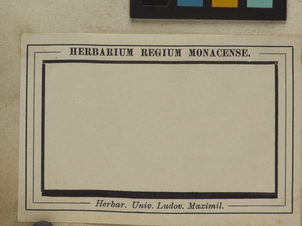 HERBARIUM REGIUM MONACENSE.
Herbar. Univ. Ludov. Maximil.